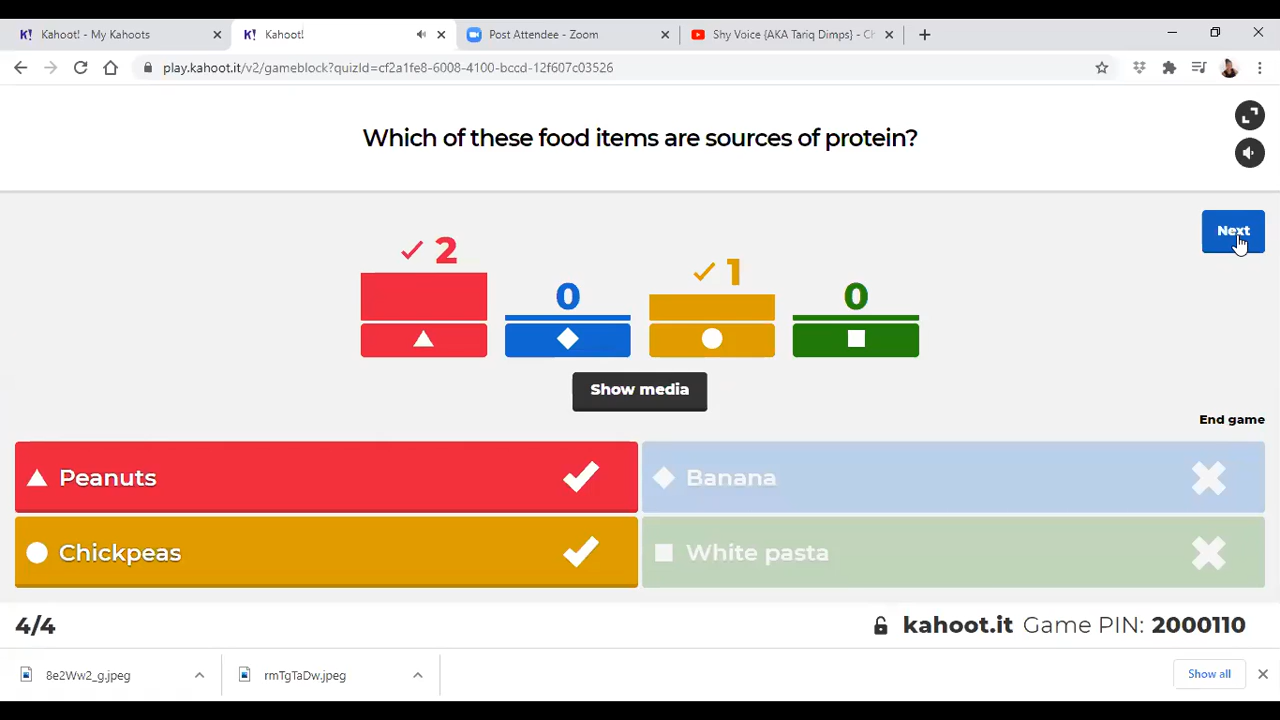 K! Kahoot! - My Kahoots
K! Kahoot!
Post Attendee - Zoom
Shy Voice {AKA Tariq Dimps} - Ch
play.kahoot.it/v2/gameblock?quizId=cf2a1fe8-6008-4100-bccd-12f607c03526
Which of these food items are sources of protein?
Next
2
0
1
0
Show media
End game
Peanuts
Banana
Chickpeas
White pasta
4/4
kahoot.it Game PIN: 2000110
8e2Ww2_g.jpeg
rmTgTaDw.jpeg
Show all